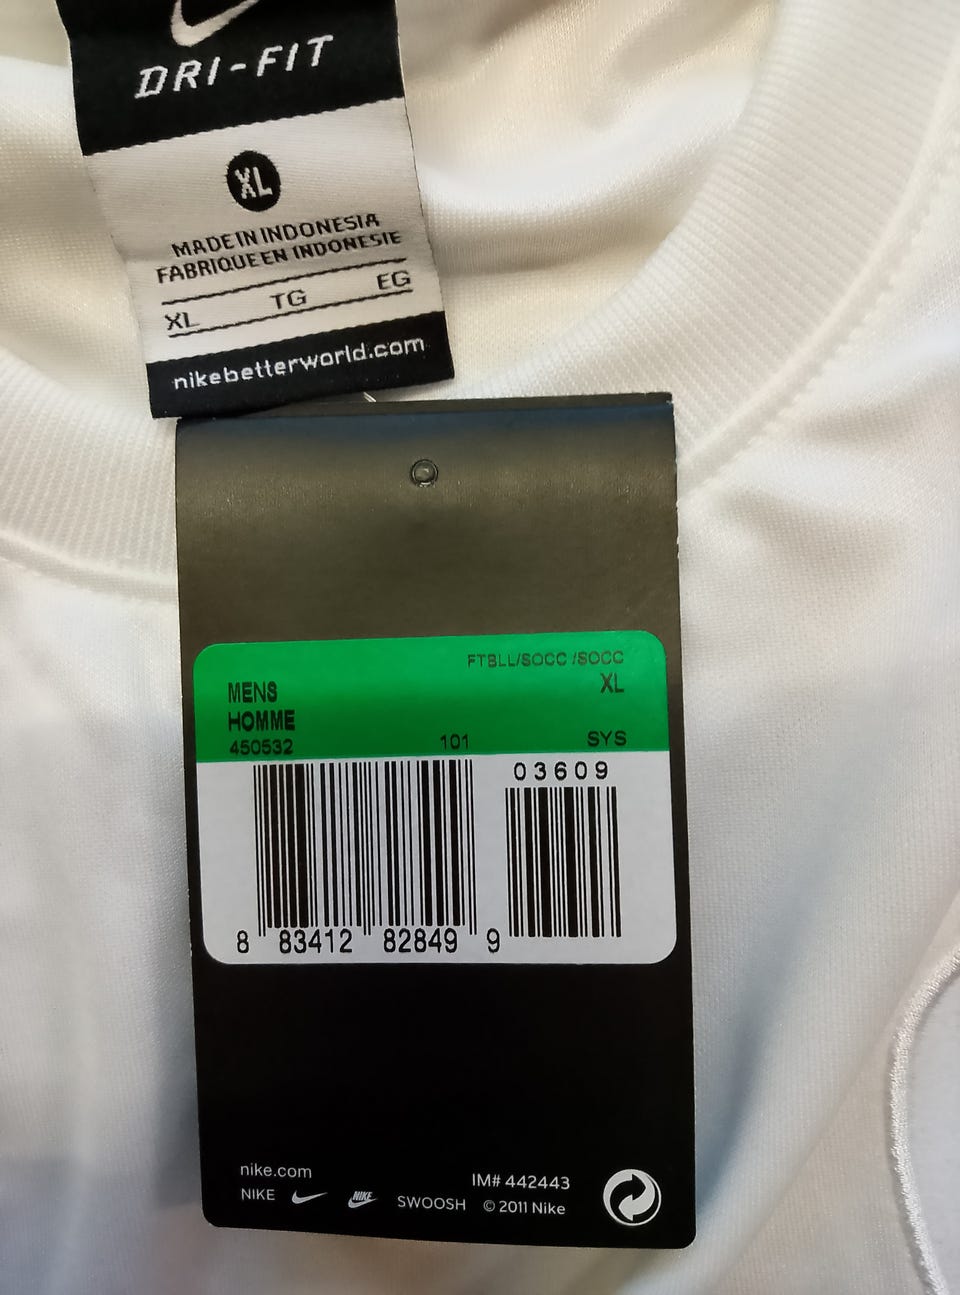 DRI-FIT
XL
MADE IN INDONESIA
FABRIQUE EN INDONESIE
XL TG EG
nikebetterworld.com
FTBLL/SOCC /SOCC
MENS XL
HOMME
450532 101 SYS
03609
8 83412 82849 9
nike.com
IM# 442443
NIKE NIKE SWOOSH © 2011 Nike